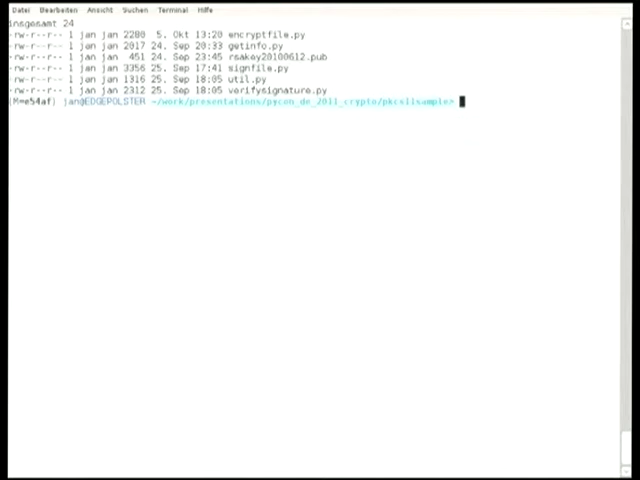 Datei Bearbeiten Ansicht Suchen Terminal Hilfe
insgesamt 24
-rw-r--r-- 1 jan jan 2280 5. Okt 13:20 encryptfile.py
-rw-r--r-- 1 jan jan 2017 24. Sep 20:33 getinfo.py
-rw-r--r-- 1 jan jan 451 24. Sep 23:45 rsakey20100612.pub
-rw-r--r-- 1 jan jan 3356 25. Sep 17:41 signfile.py
-rw-r--r-- 1 jan jan 1316 25. Sep 18:05 util.py
-rw-r--r-- 1 jan jan 2312 25. Sep 18:05 verifysignature.py
(M=e54af) jan@EDGEPOLSTER ~/work/presentations/pycon_de_2011_crypto/pkcs11sample>